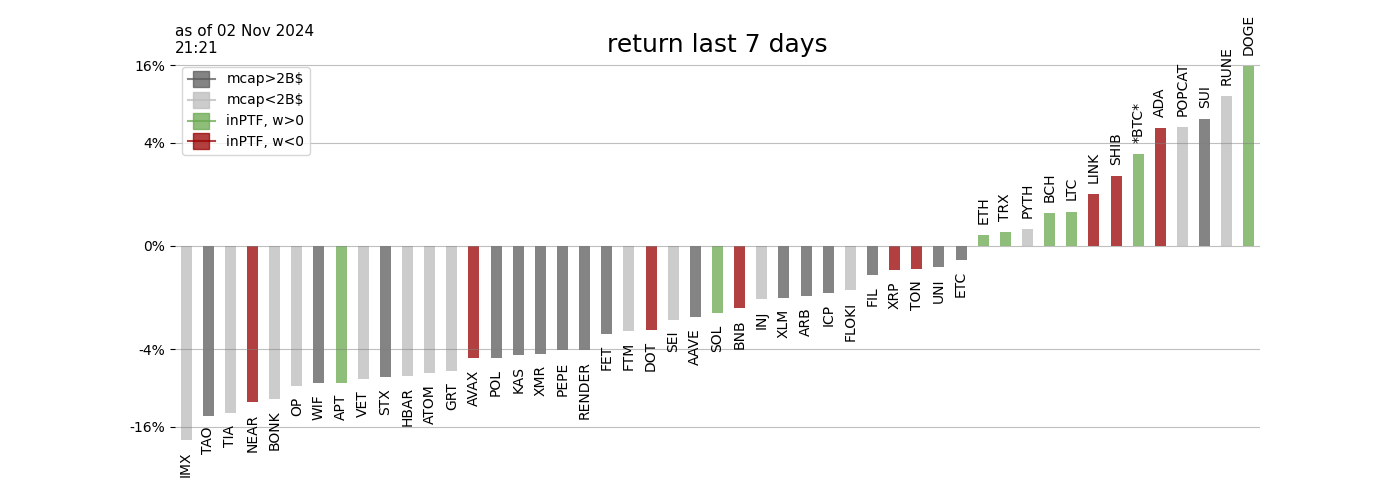 as of 02 Nov 2024
21:21
return last 7 days
16%
4%
0%
-4%
-16%
mcap>2B$
mcap<2B$
inPTF, w>0
inPTF, w<0
IMX
TAO
TIA
NEAR
BONK
OP
WIF
APT
VET
STX
HBAR
ATOM
GRT
AVAX
POL
KAS
XMR
PEPE
RENDER
FET
FTM
DOT
SEI
AAVE
SOL
BNB
INJ
XLM
ARB
ICP
FLOKI
FIL
XRP
TON
UNI
ETC
ETH
TRX
PYTH
BCH
LTC
LINK
SHIB
*BTC*
ADA
POPCAT
SUI
RUNE
DOGE